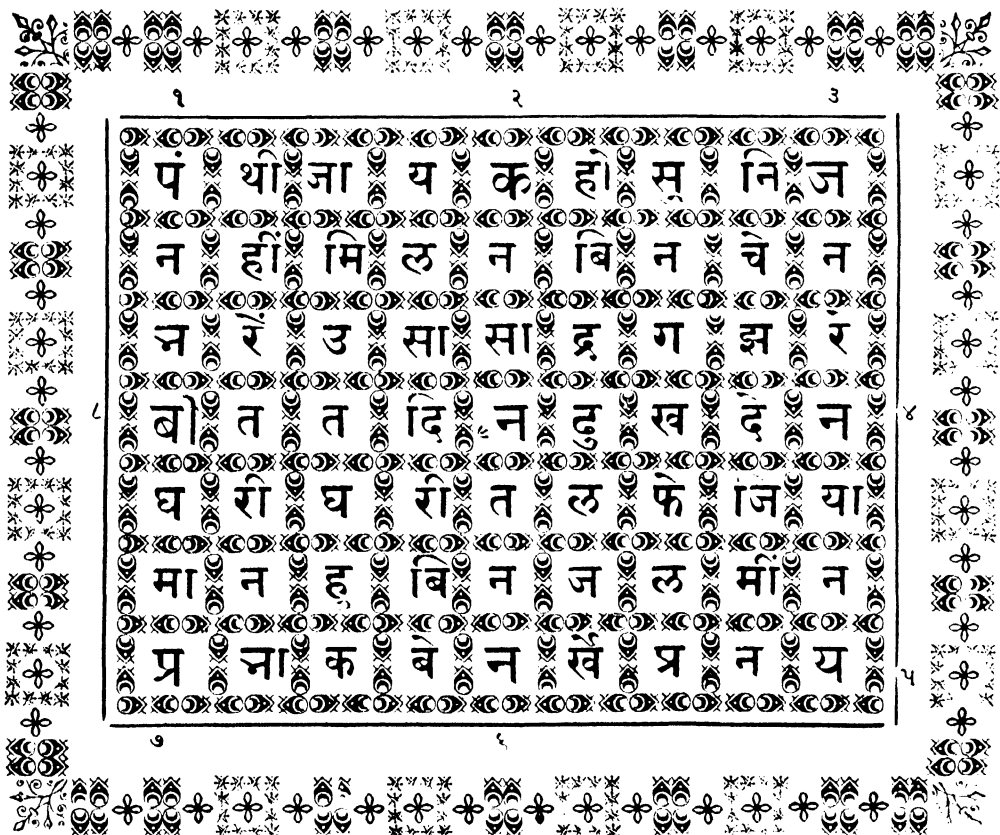 १ २ ३
पं थी जा य क हो सु नि ज
न हीं मि ल न बि न चे न
न्न रैं उ सा सा द्र ग झ रं
८ बी त त दि न दु ख दे न ४
घ री घ री त ल फे जि या
मा न हु बि न ज ल मीं न
प्र न्ना क बे न र्खै प्र न य ५
७ ६